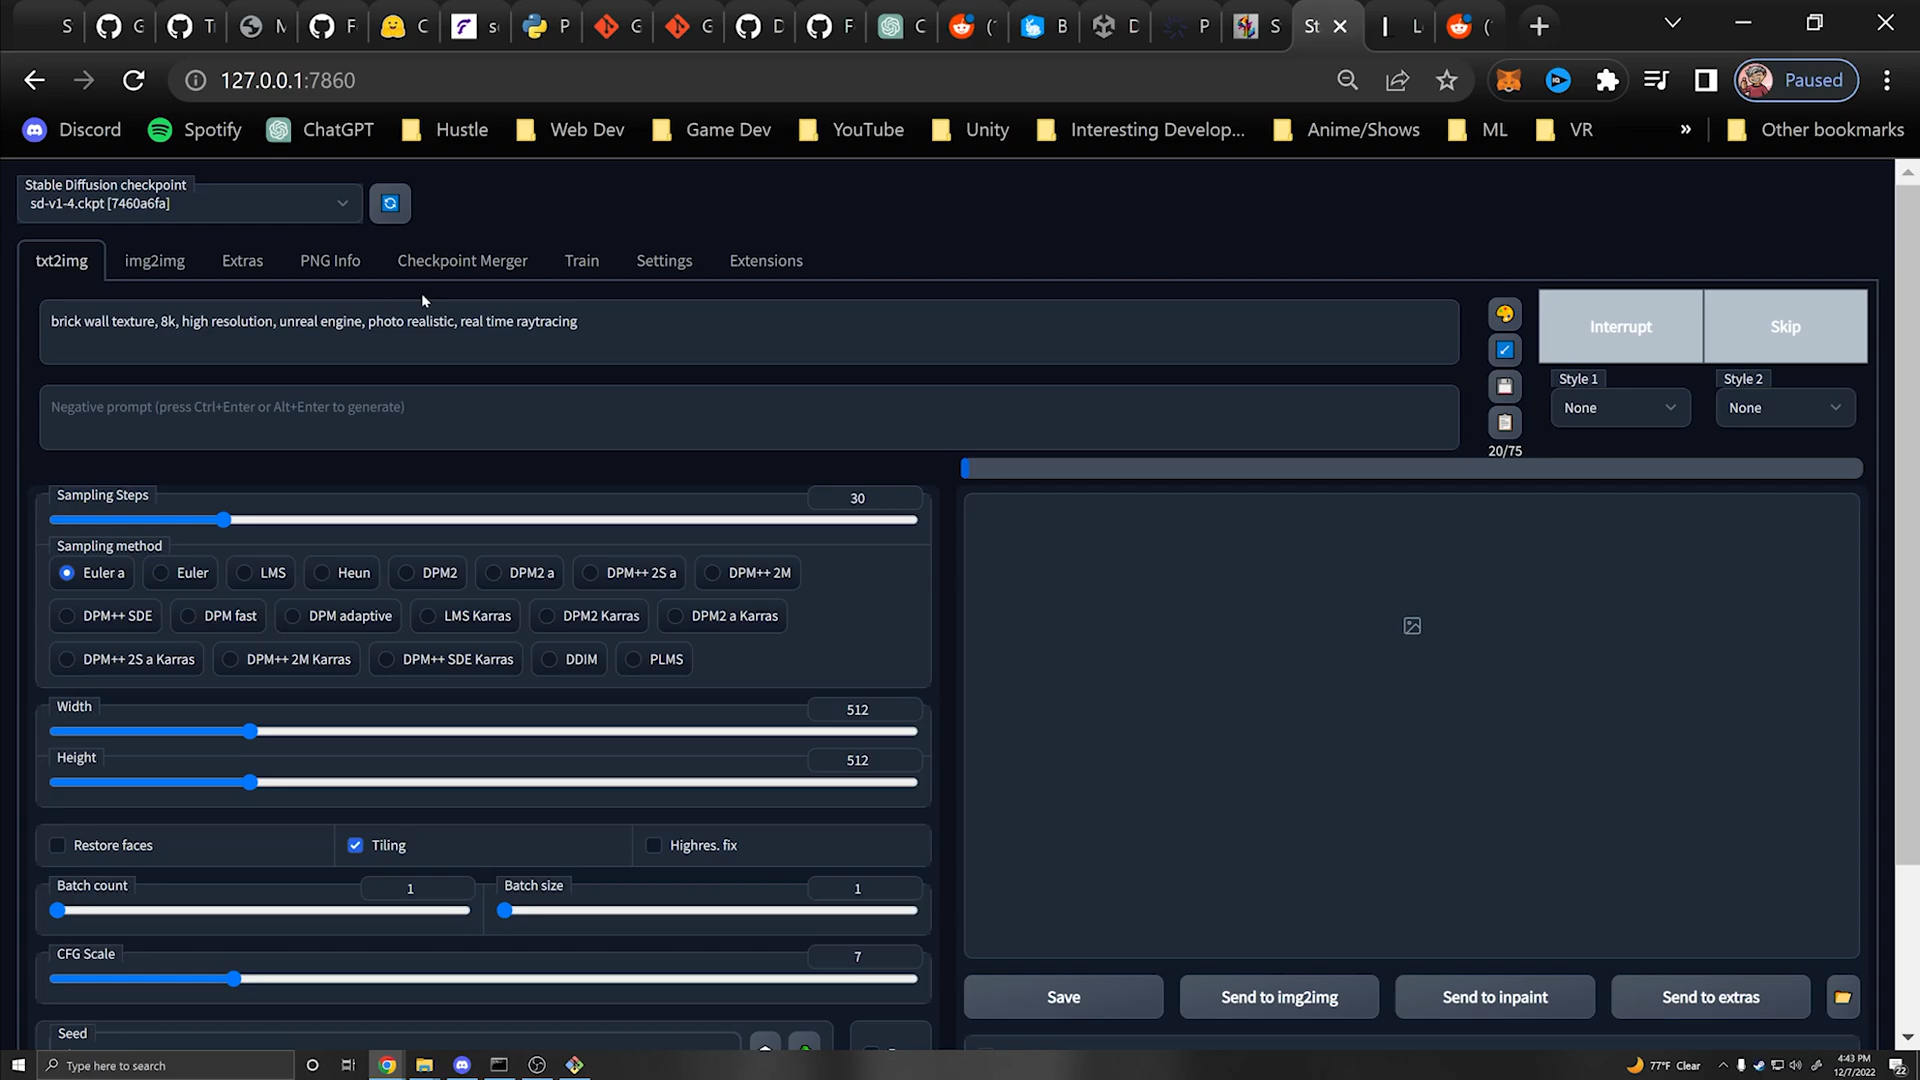 S G T M F C s P G G D F C ( B D P S St L (
127.0.0.1:7860 Paused
Discord Spotify ChatGPT Hustle Web Dev Game Dev YouTube Unity Interesting Develop... Anime/Shows ML VR » Other bookmarks
Stable Diffusion checkpoint
sd-v1-4.ckpt [7460a6fa]
txt2img img2img Extras PNG Info Checkpoint Merger Train Settings Extensions
brick wall texture, 8k, high resolution, unreal engine, photo realistic, real time raytracing
Interrupt Skip
Style 1 Style 2
None None
Negative prompt (press Ctrl+Enter or Alt+Enter to generate)
20/75
Sampling Steps 30
Sampling method
Euler a Euler LMS Heun DPM2 DPM2 a DPM++ 2S a DPM++ 2M
DPM++ SDE DPM fast DPM adaptive LMS Karras DPM2 Karras DPM2 a Karras
DPM++ 2S a Karras DPM++ 2M Karras DPM++ SDE Karras DDIM PLMS
Width 512
Height 512
Restore faces Tiling Highres. fix
Batch count 1 Batch size 1
CFG Scale 7
Save Send to img2img Send to inpaint Send to extras
Seed
Type here to search 77°F Clear 4:43 PM
12/7/2022
22